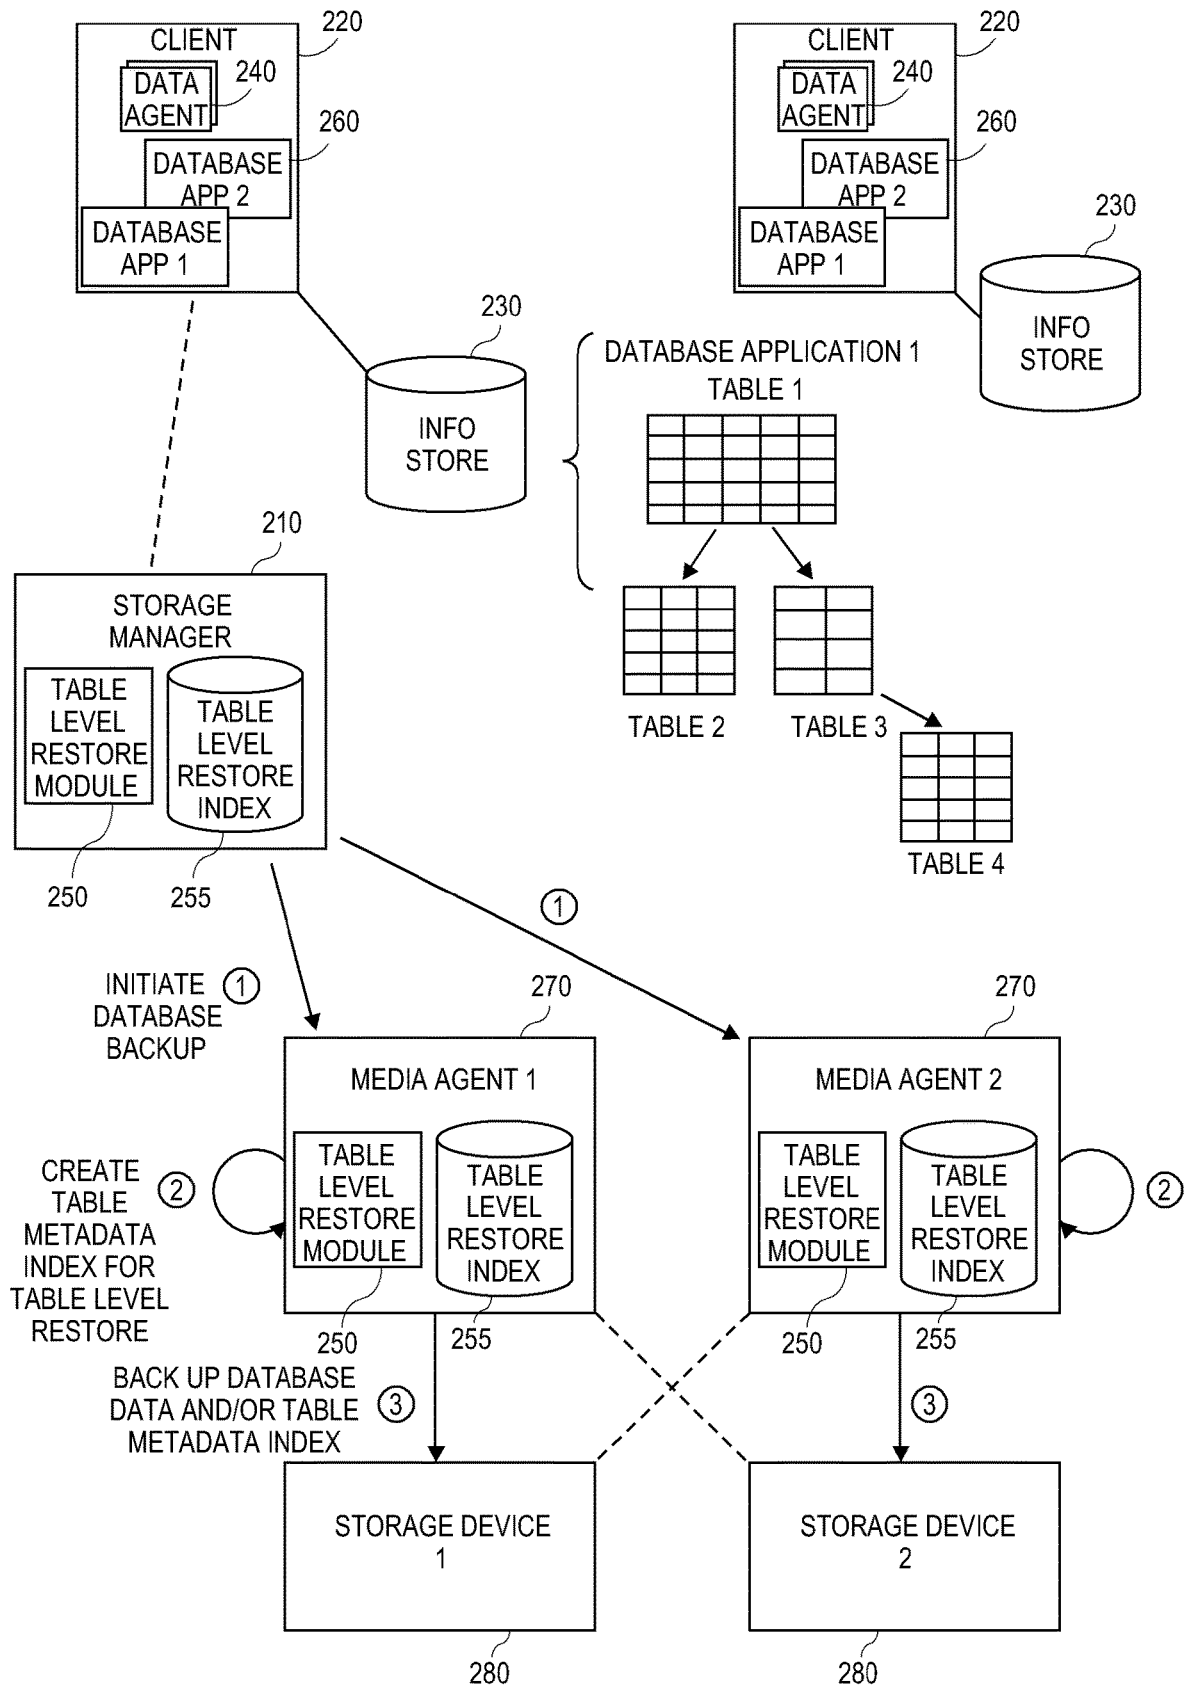 CLIENT
220
DATA
AGENT
240
260
DATABASE
APP 2
DATABASE
APP 1
230
INFO
STORE
CLIENT
220
DATA
AGENT
240
260
DATABASE
APP 2
DATABASE
APP 1
230
INFO
STORE
DATABASE APPLICATION 1
TABLE 1
TABLE 2
TABLE 3
TABLE 4
210
STORAGE
MANAGER
TABLE
LEVEL
RESTORE
MODULE
TABLE
LEVEL
RESTORE
INDEX
250
255
1
INITIATE
DATABASE
BACKUP
1
270
MEDIA AGENT 1
TABLE
LEVEL
RESTORE
MODULE
TABLE
LEVEL
RESTORE
INDEX
250
255
270
MEDIA AGENT 2
TABLE
LEVEL
RESTORE
MODULE
TABLE
LEVEL
RESTORE
INDEX
250
255
CREATE
TABLE
METADATA
INDEX FOR
TABLE LEVEL
RESTORE
2
2
BACK UP DATABASE
DATA AND/OR TABLE
METADATA INDEX
3
3
STORAGE DEVICE
1
280
STORAGE DEVICE
2
280